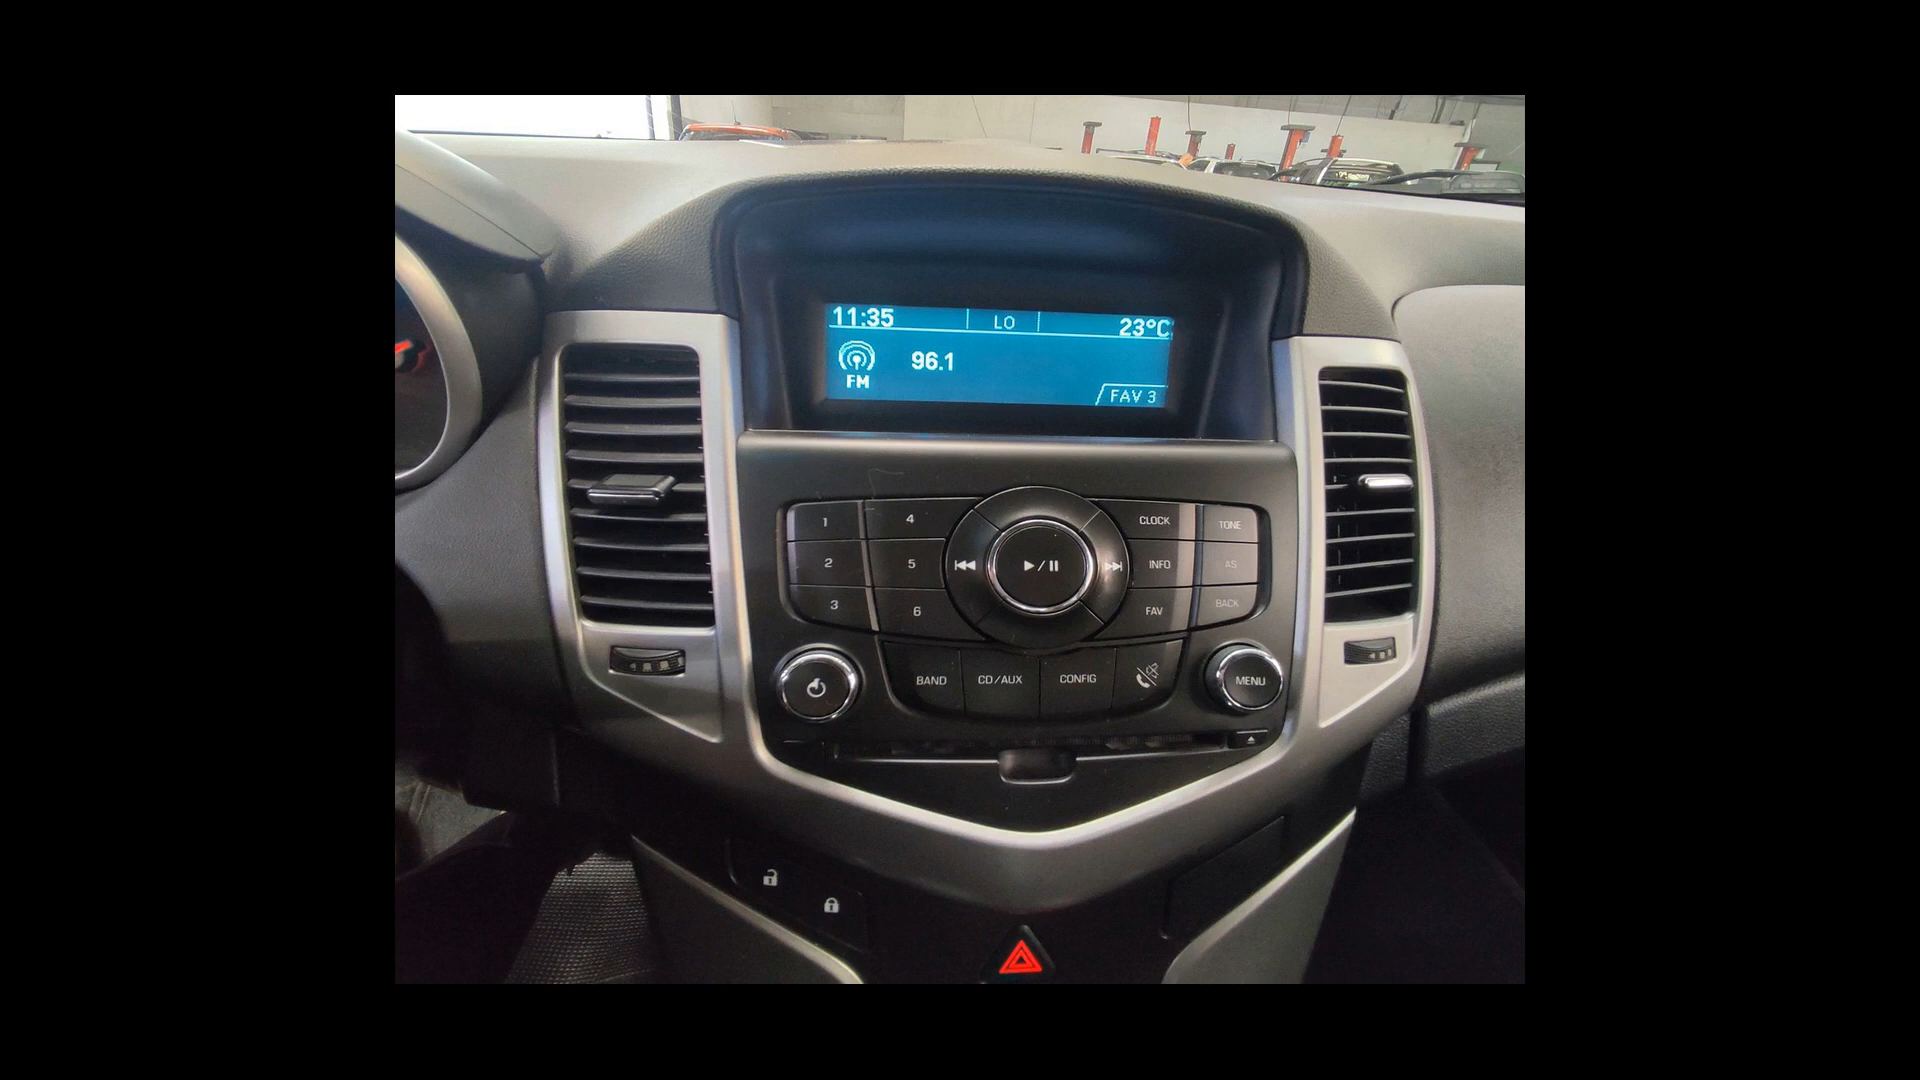 11:35 LO 23°C
96.1
FM
FAV 3
1 4 CLOCK TONE
2 5 INFO AS
3 6 FAV BACK
BAND CD/AUX CONFIG MENU